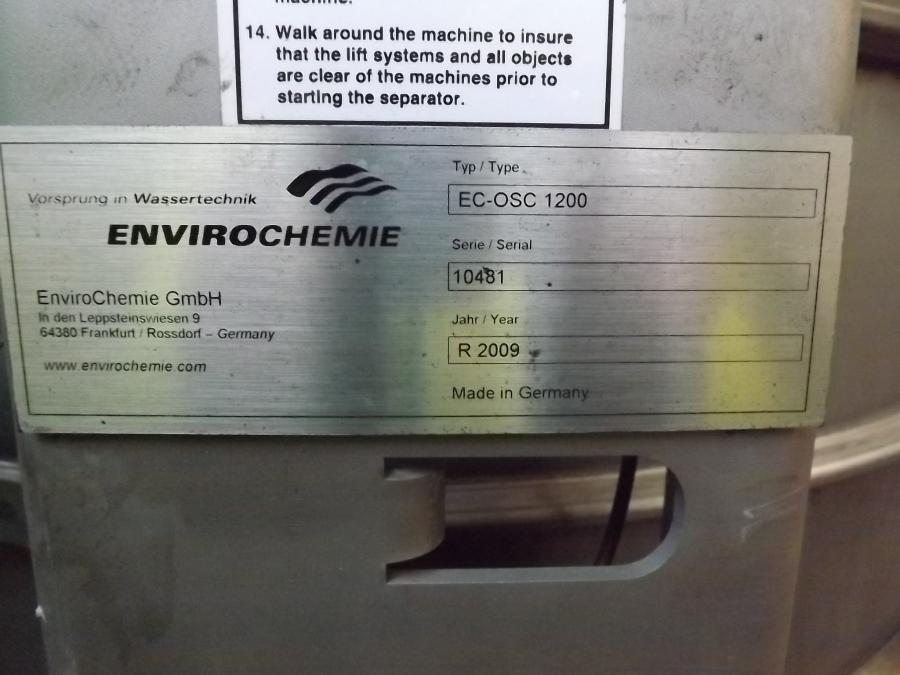 machine.
14. Walk around the machine to insure
that the lift systems and all objects
are clear of the machines prior to
starting the separator.
Vorsprung in Wassertechnik
ENVIROCHEMIE
EnviroChemie GmbH
In den Leppsteinswiesen 9
64380 Frankfurt / Rossdorf – Germany
www.envirochemie.com
Typ / Type
EC-OSC 1200
Serie / Serial
10481
Jahr / Year
R 2009
Made in Germany